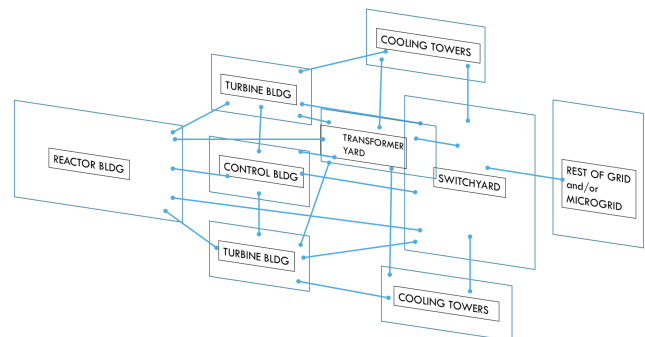 COOLING TOWERS
TURBINE BLDG
TRANSFORMER
YARD
REACTOR BLDG
CONTROL BLDG
SWITCHYARD
REST OF GRID
and/or
MICROGRID
TURBINE BLDG
COOLING TOWERS